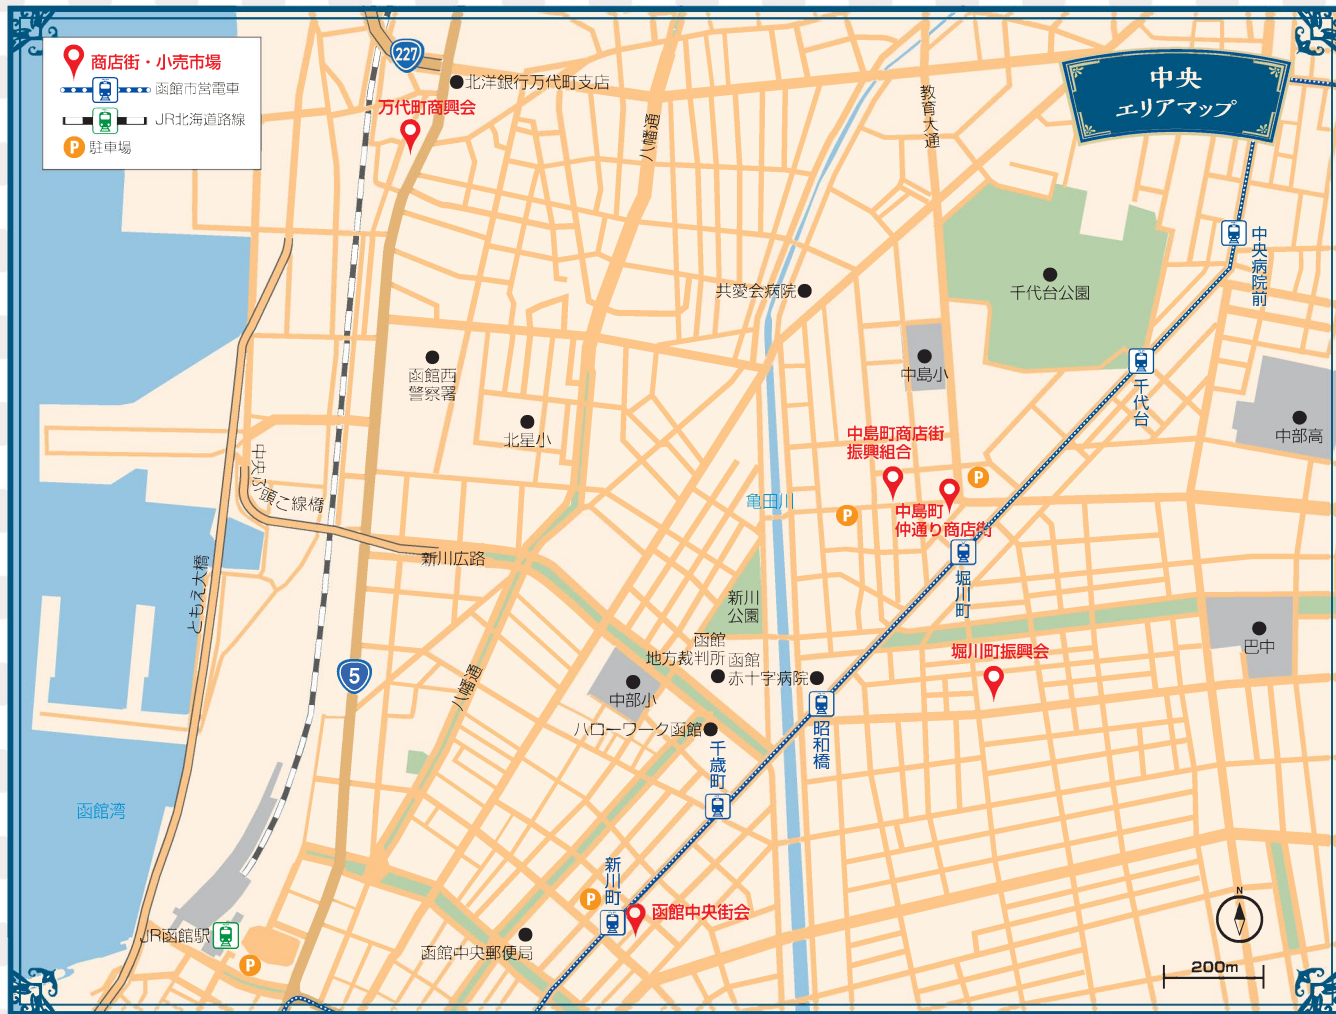 商店街・小売市場
函館市営電車
JR北海道路線
P 駐車場
中央
エリアマップ
227
北洋銀行万代町支店
万代町商興会
八幡通
教育大通
中央病院前
共愛会病院
千代台公園
函館西
警察署
中島小
千代台
北星小
中部高
中島町商店街
振興組合
中央ふ頭こ線橋
亀田川
P
P
中島町
仲通り商店街
新川広路
堀川町
ともえ大橋
新川
公園
函館
地方裁判所
函館
赤十字病院
堀川町振興会
巴中
5
八幡通
中部小
ハローワーク函館
昭和橋
千歳町
函館湾
新川町
P
函館中央街会
N
JR函館駅
函館中央郵便局
P
200m